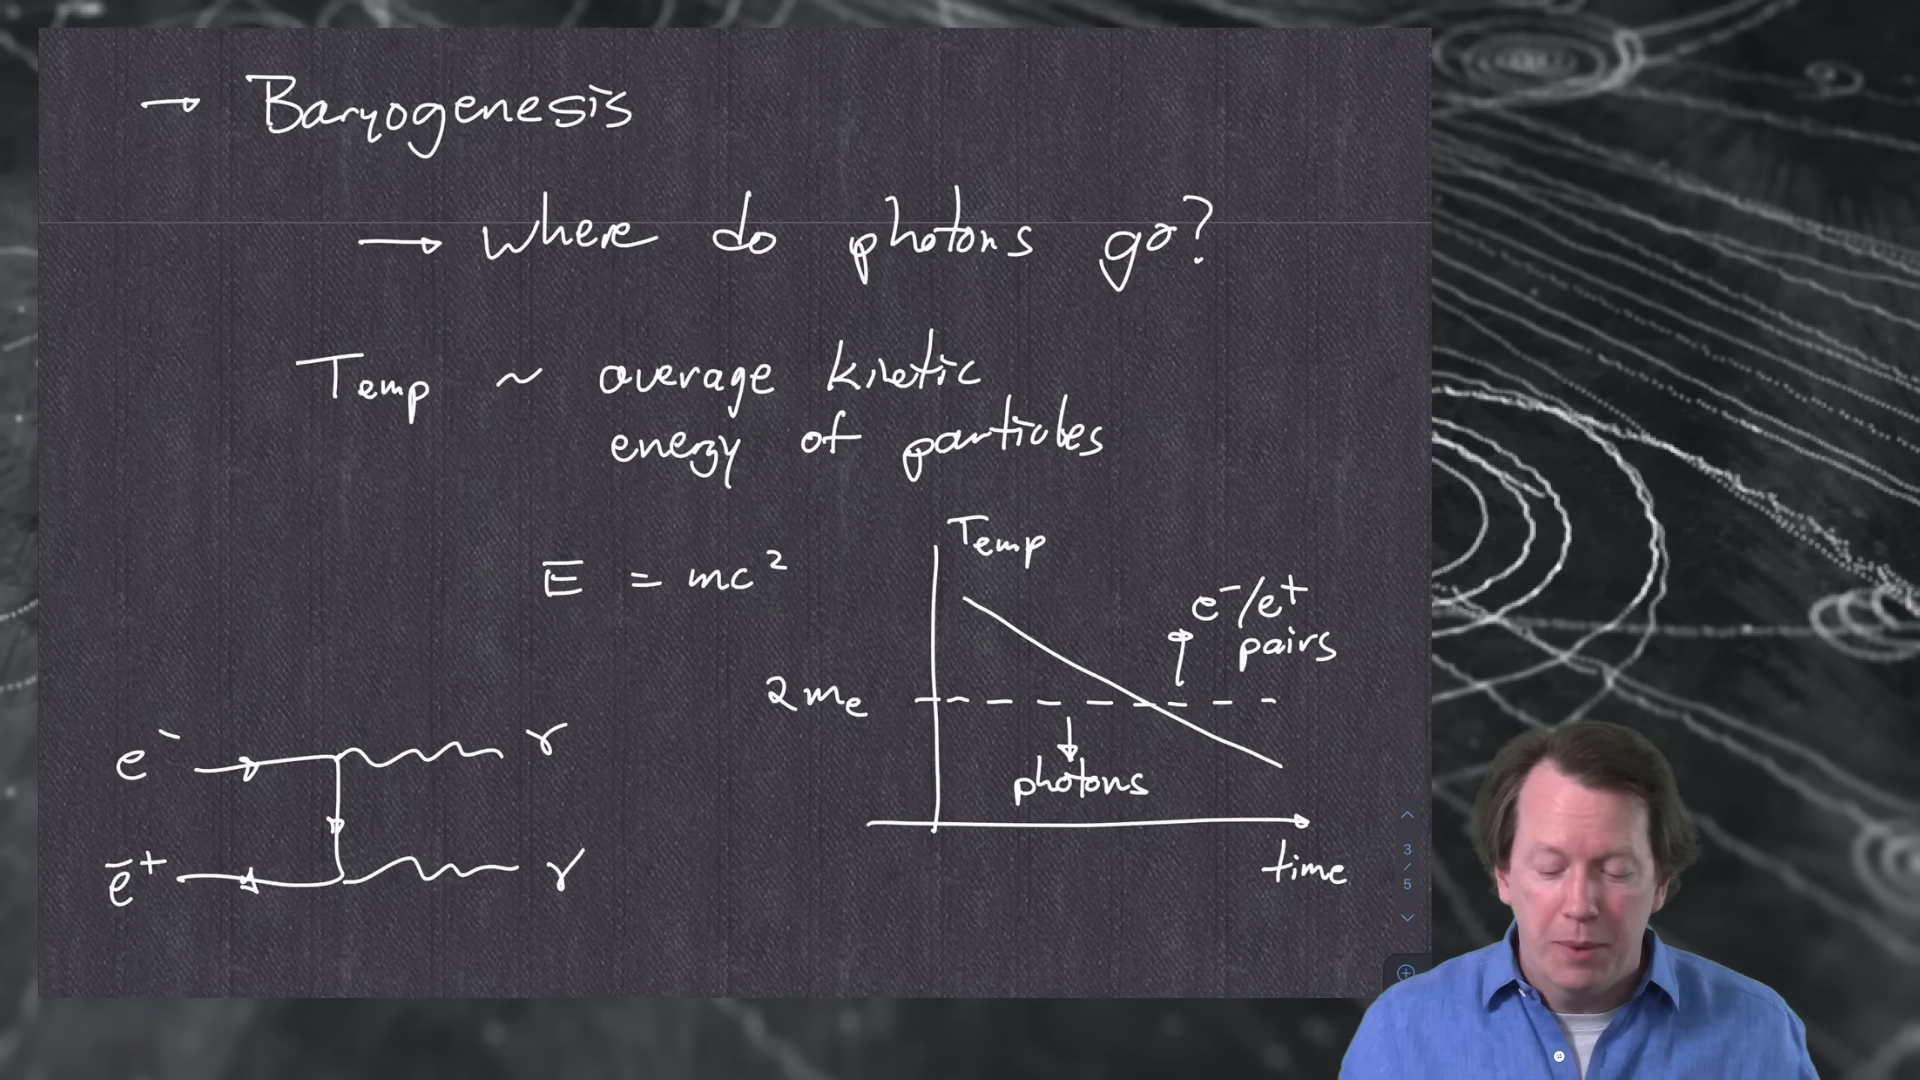 → Baryogenesis
→ Where do photons go?
Temp ~ average kinetic
energy of particles
E = mc²
Temp
e⁻/e⁺
pairs
2mₑ
photons
time
e⁻ γ
e̅⁺ γ
3
/
5